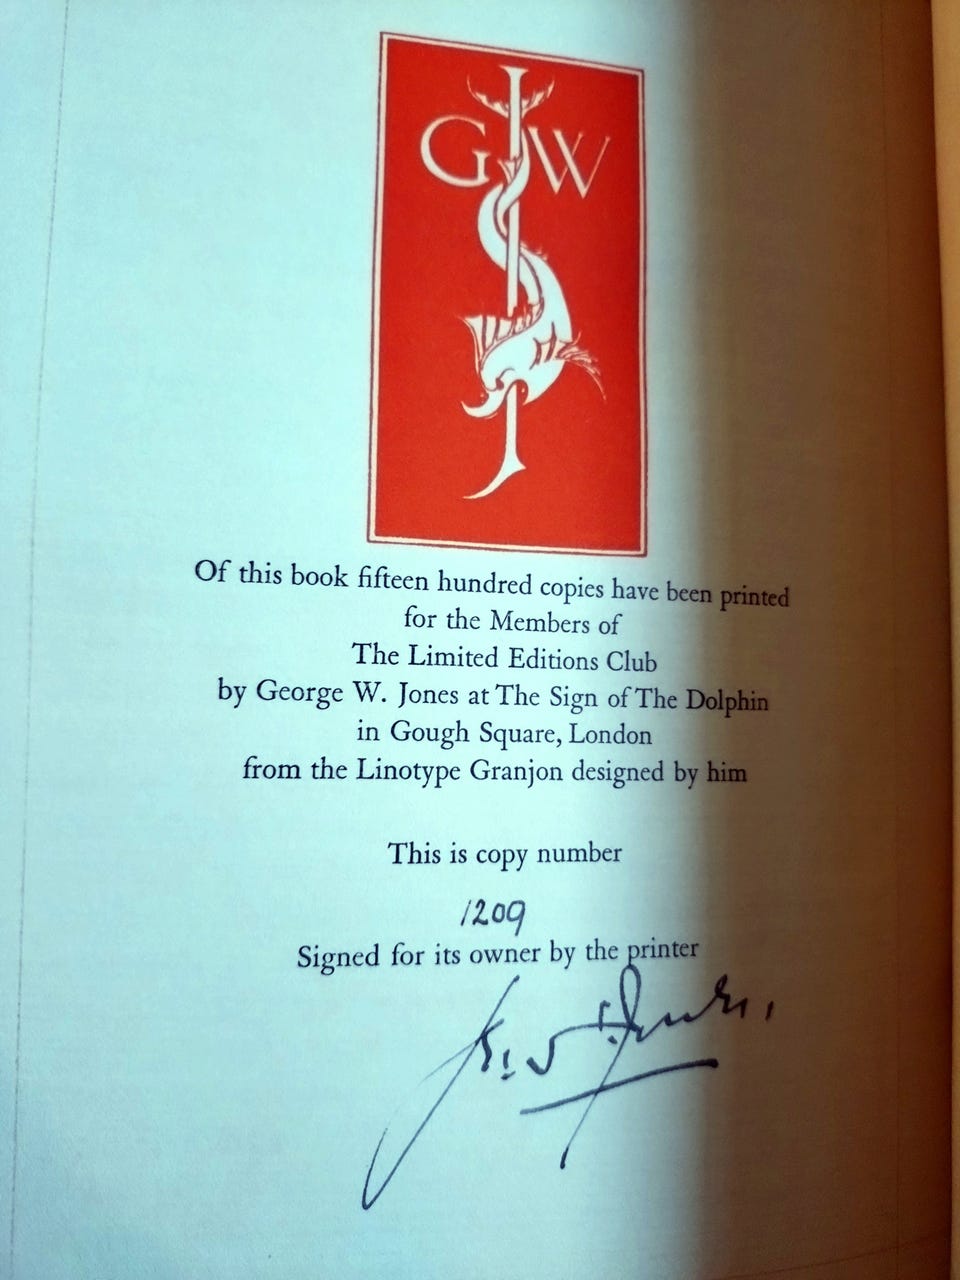 GJW
Of this book fifteen hundred copies have been printed
for the Members of
The Limited Editions Club
by George W. Jones at The Sign of The Dolphin
in Gough Square, London
from the Linotype Granjon designed by him
This is copy number
1209
Signed for its owner by the printer